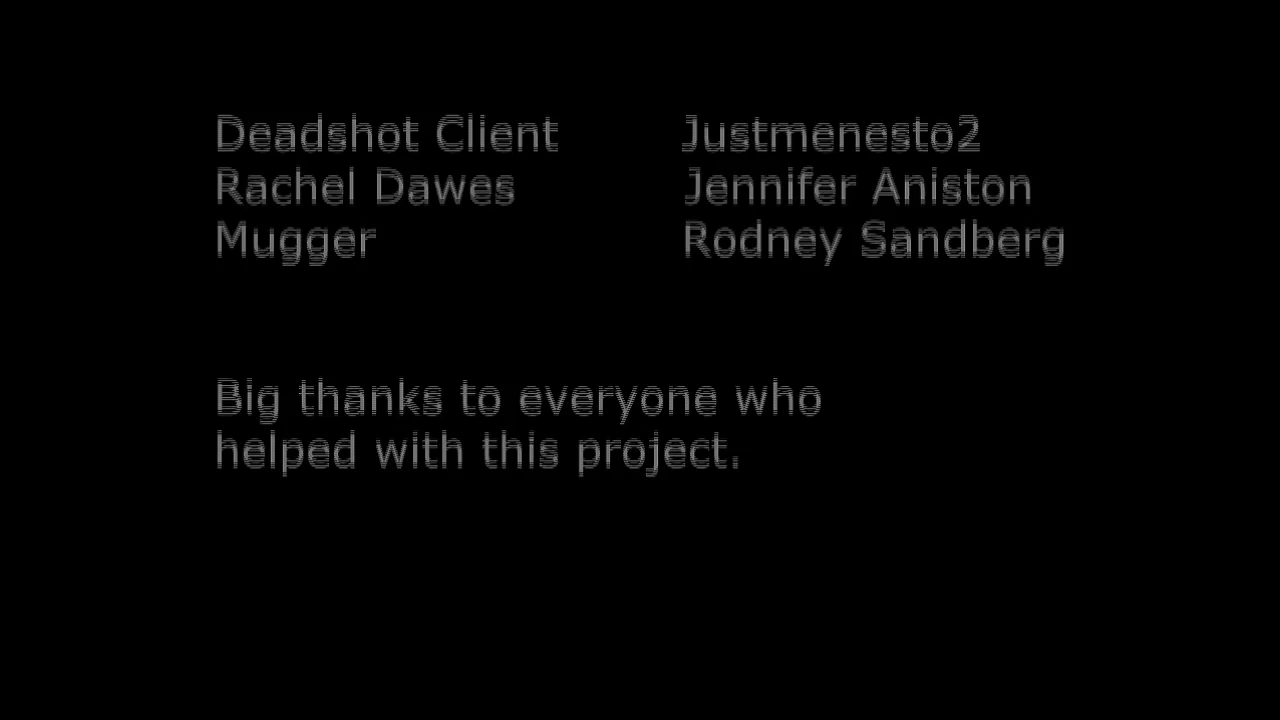 Deadshot Client Justmenesto2
Rachel Dawes Jennifer Aniston
Mugger Rodney Sandberg
Big thanks to everyone who
helped with this project.